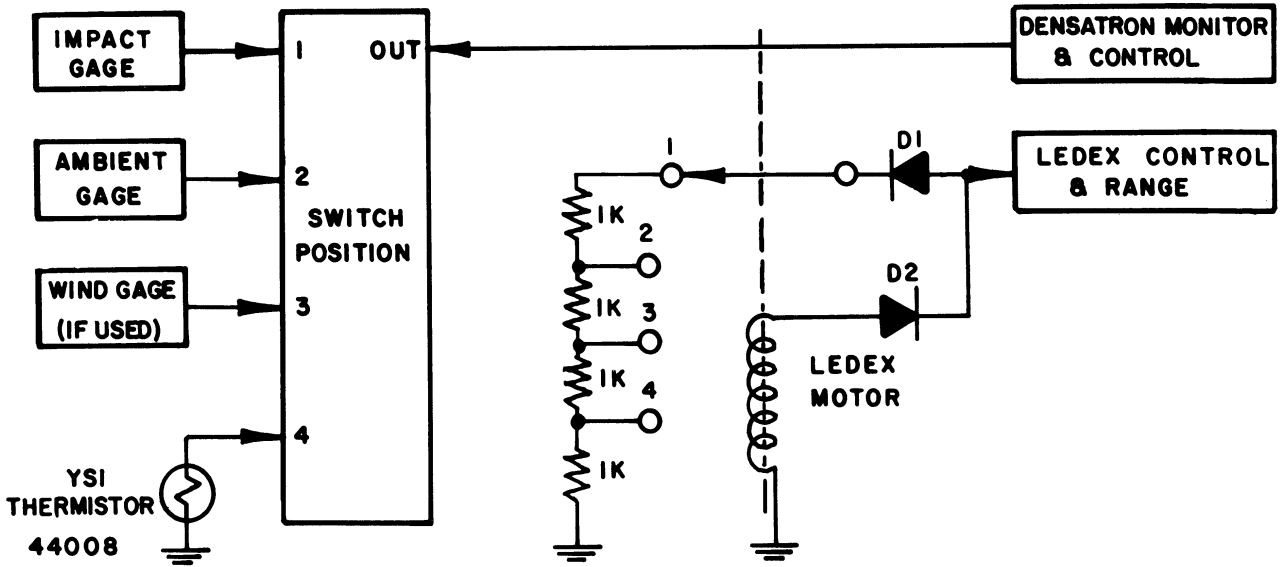 IMPACT
GAGE
1
OUT
DENSATRON MONITOR
& CONTROL
AMBIENT
GAGE
2
SWITCH
POSITION
WIND GAGE
(IF USED)
3
4
YSI
THERMISTOR
44008
1
D1
LEDEX CONTROL
& RANGE
1K
2
1K
3
1K
4
1K
D2
LEDEX
MOTOR